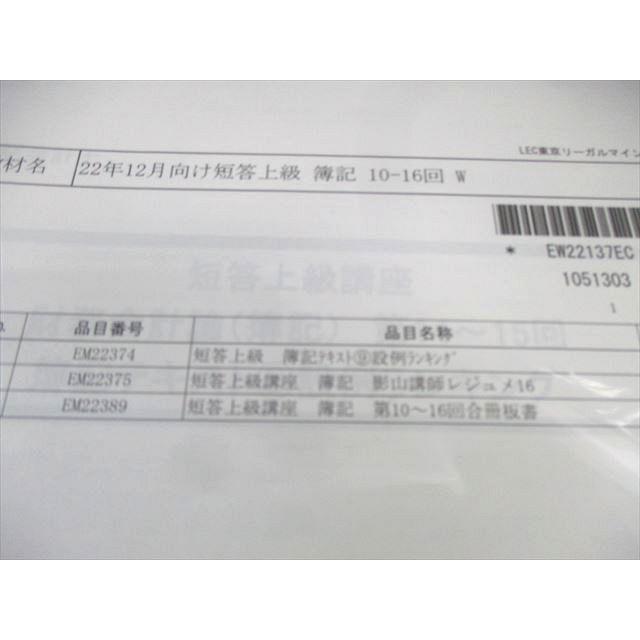 LEC東京リーガルマイン
材名 22年12月向け短答上級 簿記 10-16回 W
* EW22137EC
1051303
1
短答上級講座
品目番号 品目名称
EM22374 短答上級 簿記ﾃｷｽﾄ⑨設例ﾗﾝｷﾝｸﾞ
EM22375 短答上級講座 簿記 影山講師レジュメ16
EM22389 短答上級講座 簿記 第10～16回合冊板書